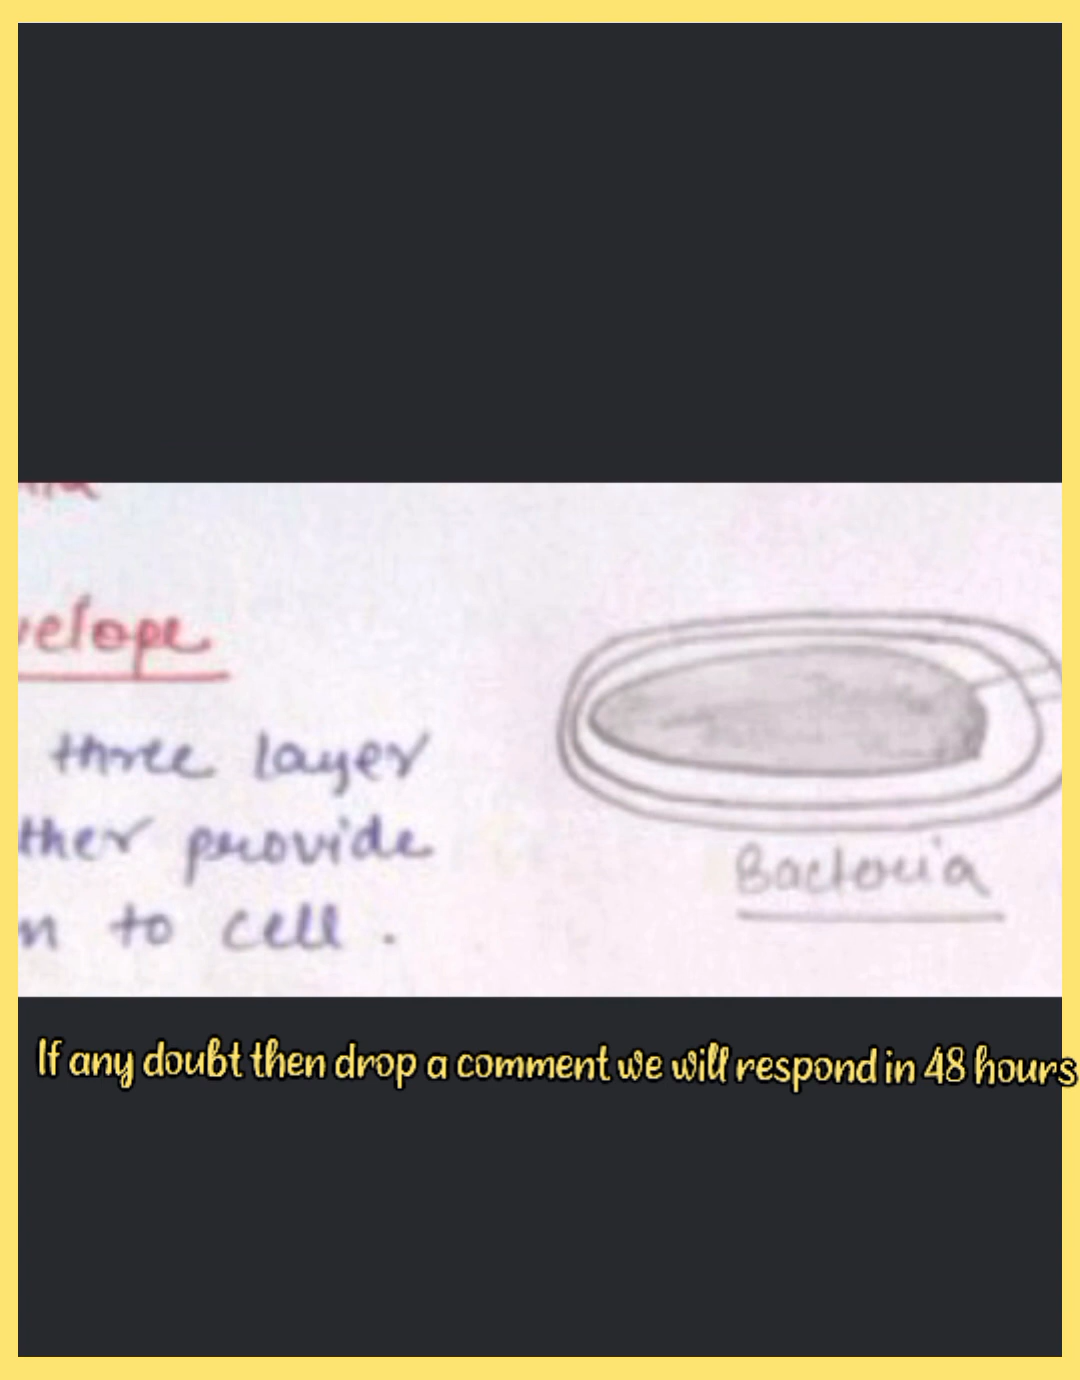 velope
three layer
ther provide
n to cell .
Bacteria
If any doubt then drop a comment we will respond in 48 hours